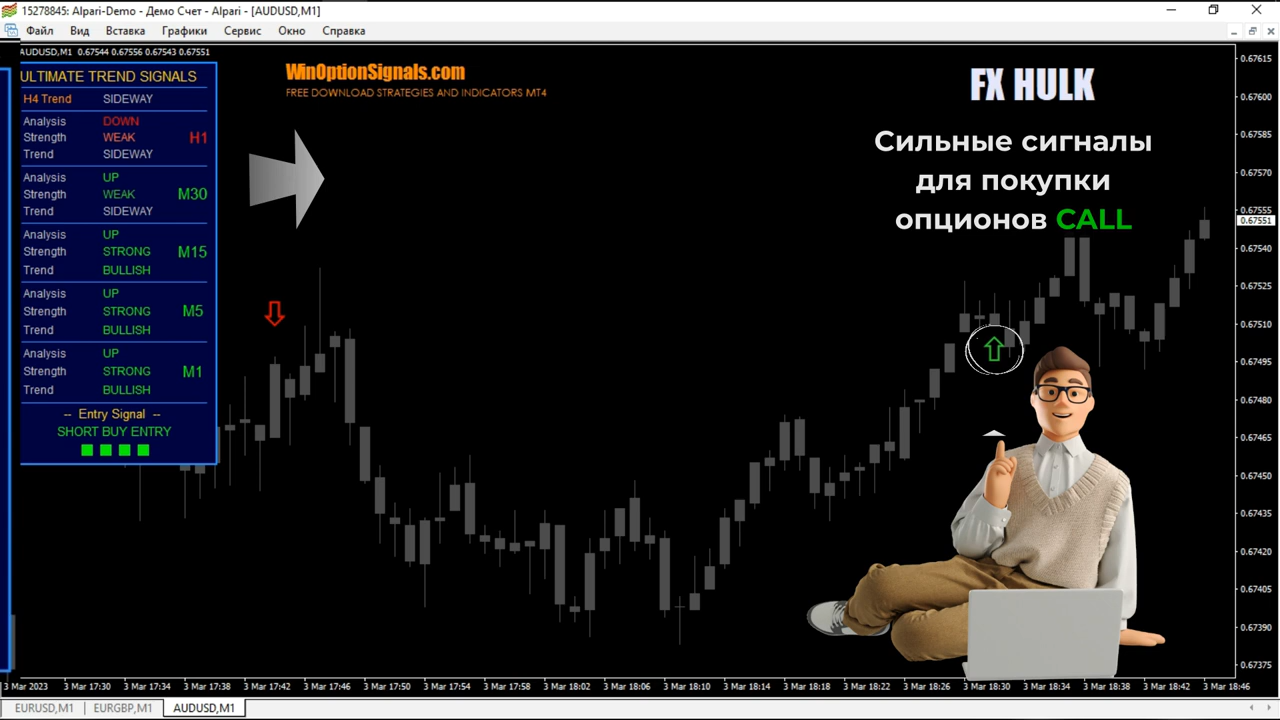 15278845: Alpari-Demo - Демо Счет - Alpari - [AUDUSD,M1]
Файл Вид Вставка Графики Сервис Окно Справка
AUDUSD,M1 0.67544 0.67556 0.67543 0.67551
ULTIMATE TREND SIGNALS
H4 Trend SIDEWAY
Analysis DOWN
Strength WEAK H1
Trend SIDEWAY
Analysis UP
Strength WEAK M30
Trend SIDEWAY
Analysis UP
Strength STRONG M15
Trend BULLISH
Analysis UP
Strength STRONG M5
Trend BULLISH
Analysis UP
Strength STRONG M1
Trend BULLISH
-- Entry Signal --
SHORT BUY ENTRY
WinOptionSignals.com
FREE DOWNLOAD STRATEGIES AND INDICATORS MT4
FX HULK
Сильные сигналы
для покупки
опционов CALL
0.67615
0.67600
0.67585
0.67570
0.67555
0.67551
0.67540
0.67525
0.67510
0.67495
0.67480
0.67465
0.67450
0.67435
0.67420
0.67405
0.67390
0.67375
3 Mar 2023 3 Mar 17:30 3 Mar 17:34 3 Mar 17:38 3 Mar 17:42 3 Mar 17:46 3 Mar 17:50 3 Mar 17:54 3 Mar 17:58 3 Mar 18:02 3 Mar 18:06 3 Mar 18:10 3 Mar 18:14 3 Mar 18:18 3 Mar 18:22 3 Mar 18:26 3 Mar 18:30 3 Mar 18:34 3 Mar 18:38 3 Mar 18:42 3 Mar 18:46
EURUSD,M1 EURGBP,M1 AUDUSD,M1